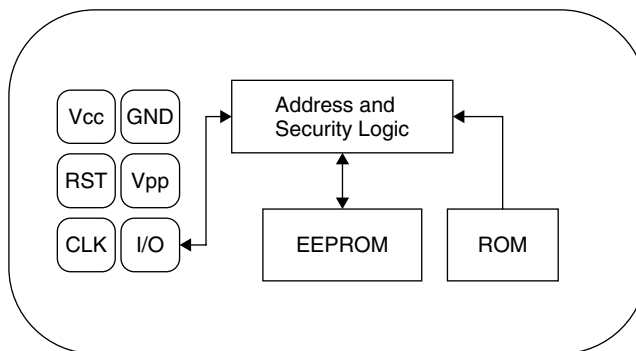 Vcc GND
RST Vpp
CLK I/O
Address and
Security Logic
EEPROM
ROM